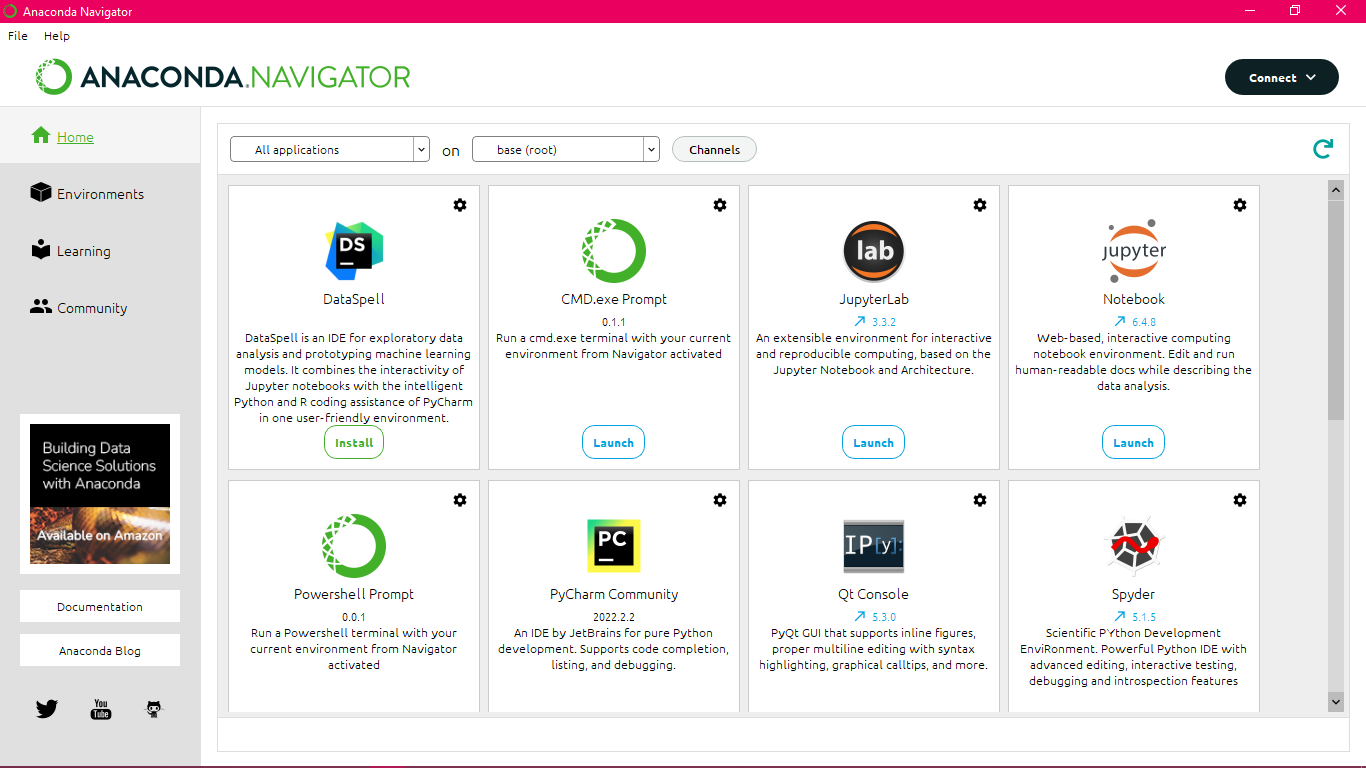 Anaconda Navigator
File Help
ANACONDA.NAVIGATOR
Connect
Home
Environments
Learning
Community
Building Data
Science Solutions
with Anaconda
Available on Amazon
Documentation
Anaconda Blog
You
Tube
All applications on base (root) Channels
DS
DataSpell
DataSpell is an IDE for exploratory data
analysis and prototyping machine learning
models. It combines the interactivity of
Jupyter notebooks with the intelligent
Python and R coding assistance of PyCharm
in one user-friendly environment.
Install
CMD.exe Prompt
0.1.1
Run a cmd.exe terminal with your current
environment from Navigator activated
Launch
lab
JupyterLab
3.3.2
An extensible environment for interactive
and reproducible computing, based on the
Jupyter Notebook and Architecture.
Launch
jupyter
Notebook
6.4.8
Web-based, interactive computing
notebook environment. Edit and run
human-readable docs while describing the
data analysis.
Launch
Powershell Prompt
0.0.1
Run a Powershell terminal with your
current environment from Navigator
activated
PC
PyCharm Community
2022.2.2
An IDE by JetBrains for pure Python
development. Supports code completion,
listing, and debugging.
IP[y]:
Qt Console
5.3.0
PyQt GUI that supports inline figures,
proper multiline editing with syntax
highlighting, graphical calltips, and more.
Spyder
5.1.5
Scientific PYthon Development
EnviRonment. Powerful Python IDE with
advanced editing, interactive testing,
debugging and introspection features